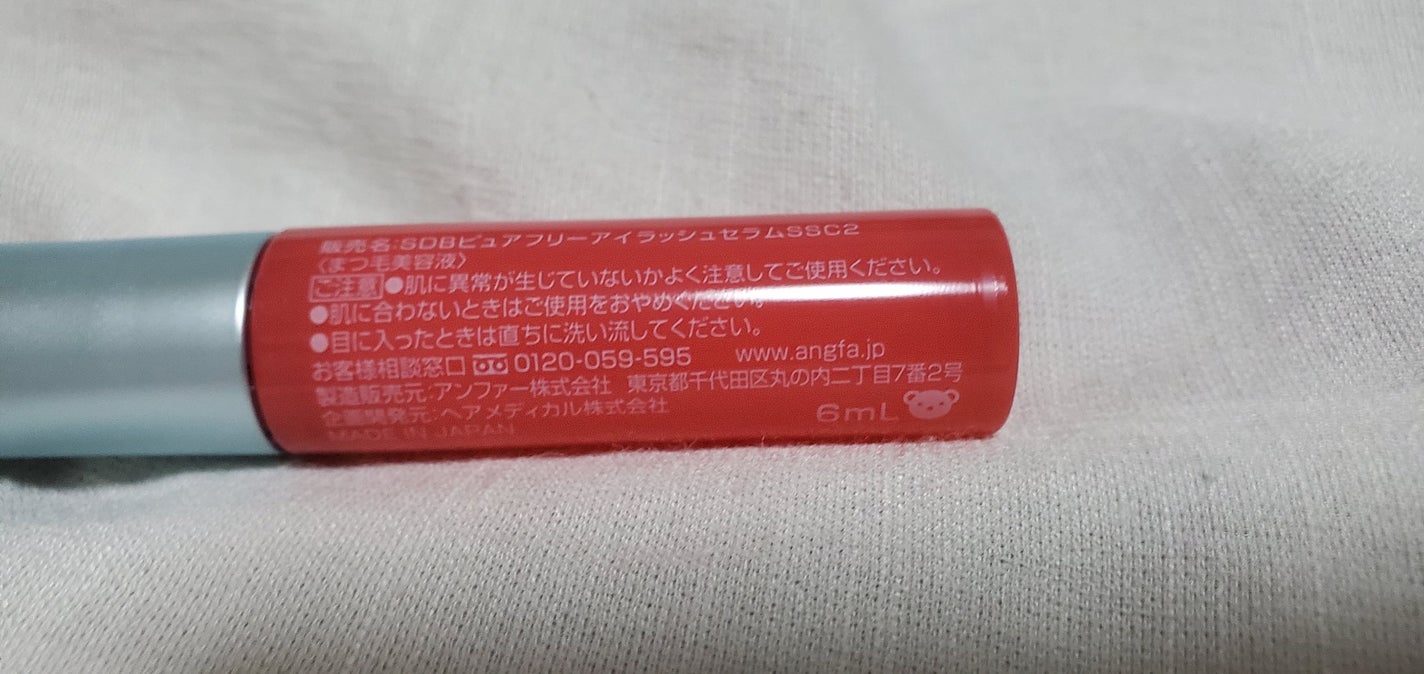 販売名:SDBピュアフリーアイラッシュセラムSSC2
〈まつ毛美容液〉
ご注意 ●肌に異常が生じていないかよく注意してご使用ください。
●肌に合わないときはご使用をおやめください。
●目に入ったときは直ちに洗い流してください。
お客様相談窓口 0120-059-595 www.angfa.jp
製造販売元:アンファー株式会社 東京都千代田区丸の内二丁目7番2号
企画開発元:ヘアメディカル株式会社 6mL
MADE IN JAPAN